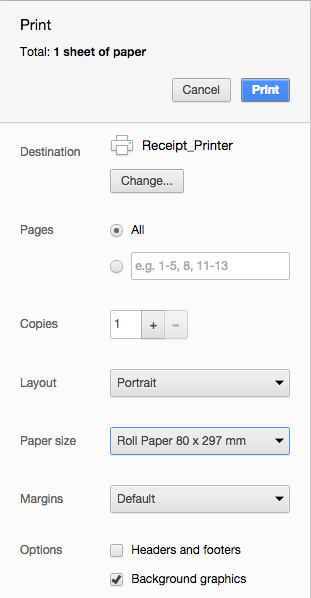 Print
Total: 1 sheet of paper
Cancel Print
Destination Receipt_Printer
Change...
Pages All
e.g. 1-5, 8, 11-13
Copies 1 + −
Layout Portrait
Paper size Roll Paper 80 x 297 mm
Margins Default
Options Headers and footers
Background graphics